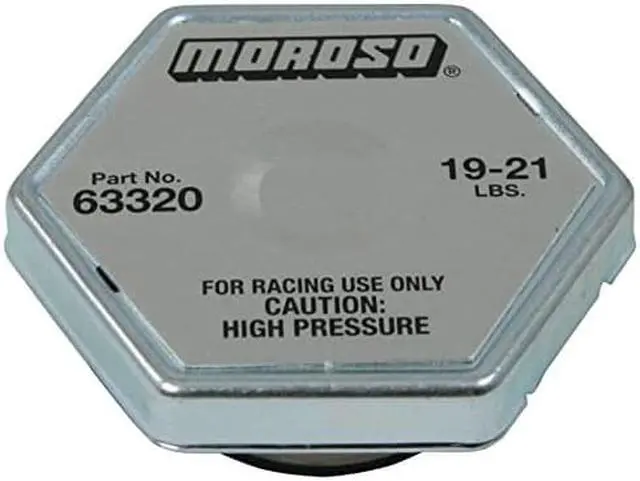 MOROSO®
Part No.
63320
19-21
LBS.
FOR RACING USE ONLY
CAUTION:
HIGH PRESSURE